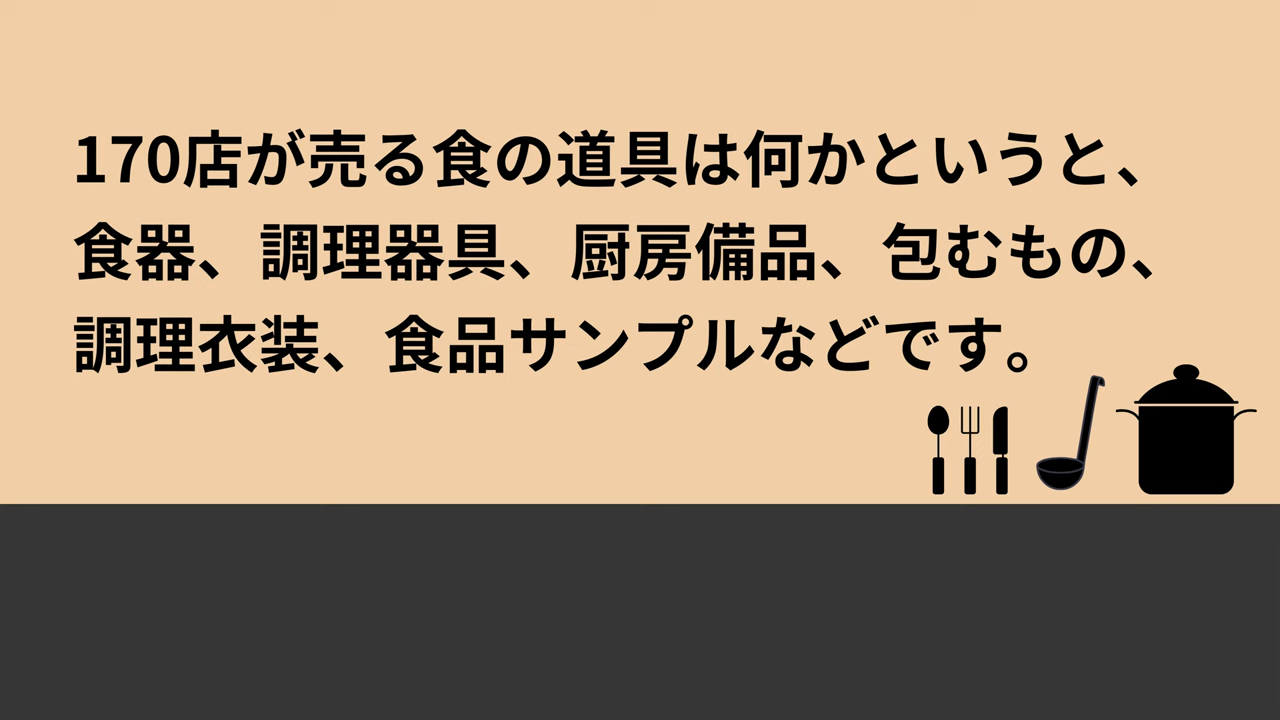 170店が売る食の道具は何かというと、
食器、調理器具、厨房備品、包むもの、
調理衣装、食品サンプルなどです。